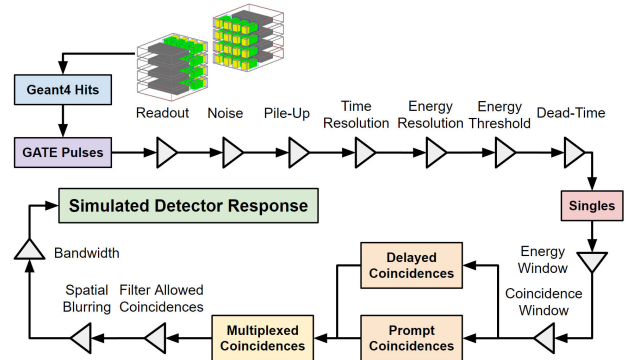 Geant4 Hits
GATE Pulses
Readout
Noise
Pile-Up
Time
Resolution
Energy
Resolution
Energy
Threshold
Dead-Time
Singles
Energy
Window
Coincidence
Window
Delayed
Coincidences
Prompt
Coincidences
Multiplexed
Coincidences
Filter Allowed
Coincidences
Spatial
Blurring
Bandwidth
Simulated Detector Response